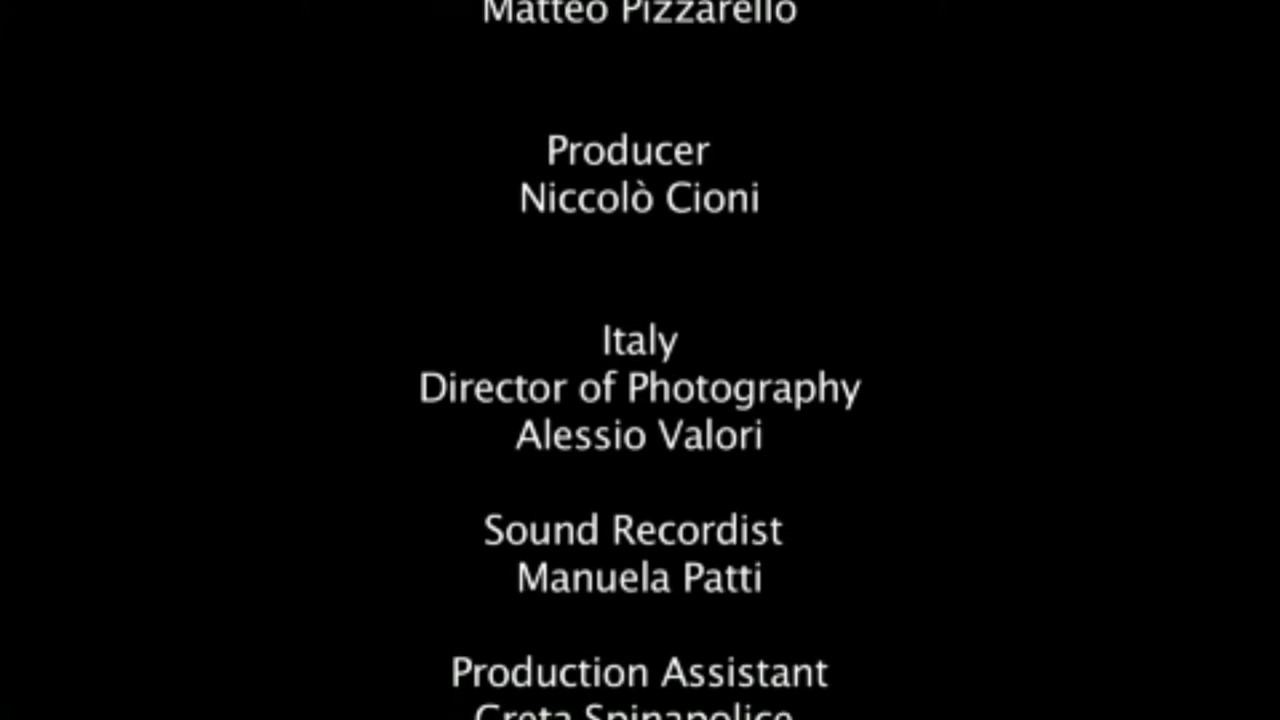 Matteo Pizzarello
Producer
Niccolò Cioni
Italy
Director of Photography
Alessio Valori
Sound Recordist
Manuela Patti
Production Assistant
Greta Spinapolice